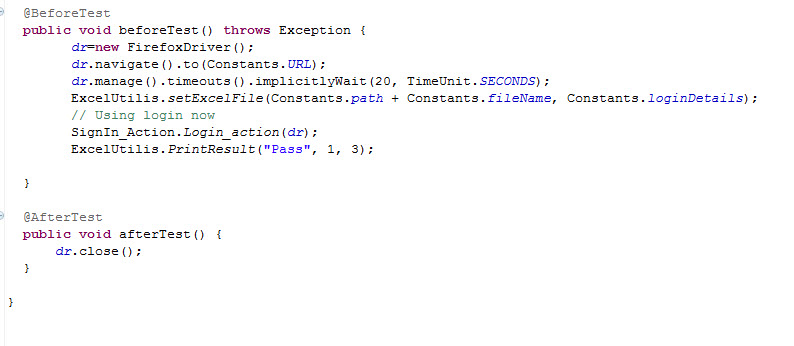 @BeforeTest
public void beforeTest() throws Exception {
dr=new FirefoxDriver();
dr.navigate().to(Constants.URL);
dr.manage().timeouts().implicitlyWait(20, TimeUnit.SECONDS);
ExcelUtilis.setExcelFile(Constants.path + Constants.fileName, Constants.loginDetails);
// Using login now
SignIn_Action.Login_action(dr);
ExcelUtilis.PrintResult("Pass", 1, 3);
}
@AfterTest
public void afterTest() {
dr.close();
}
}